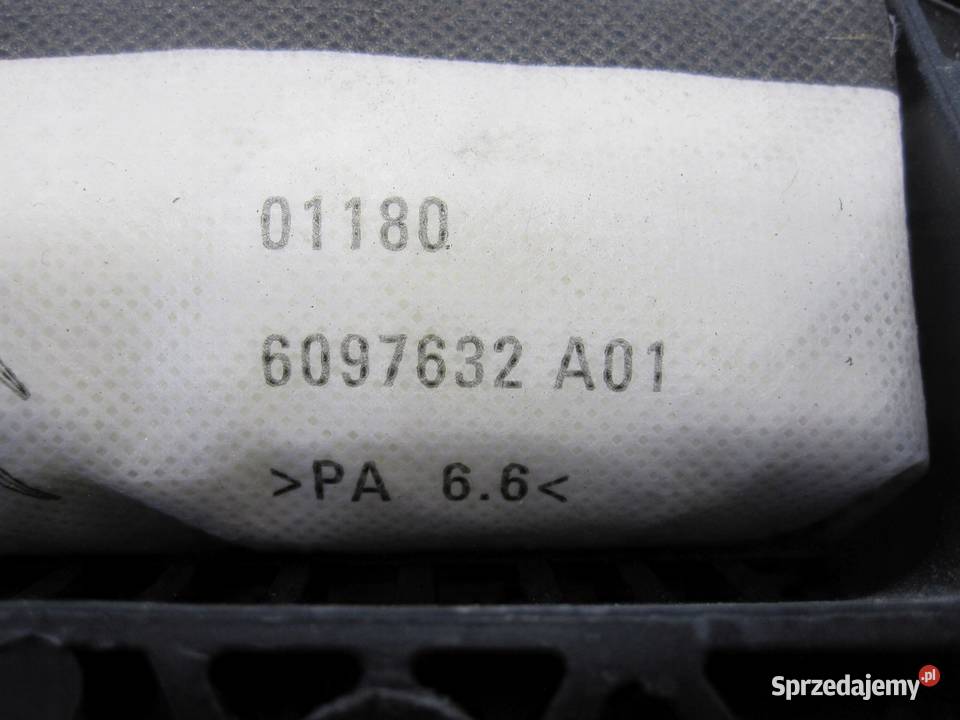 01180
6097632 A01
>PA 6.6<
Sprzedajemy.pl